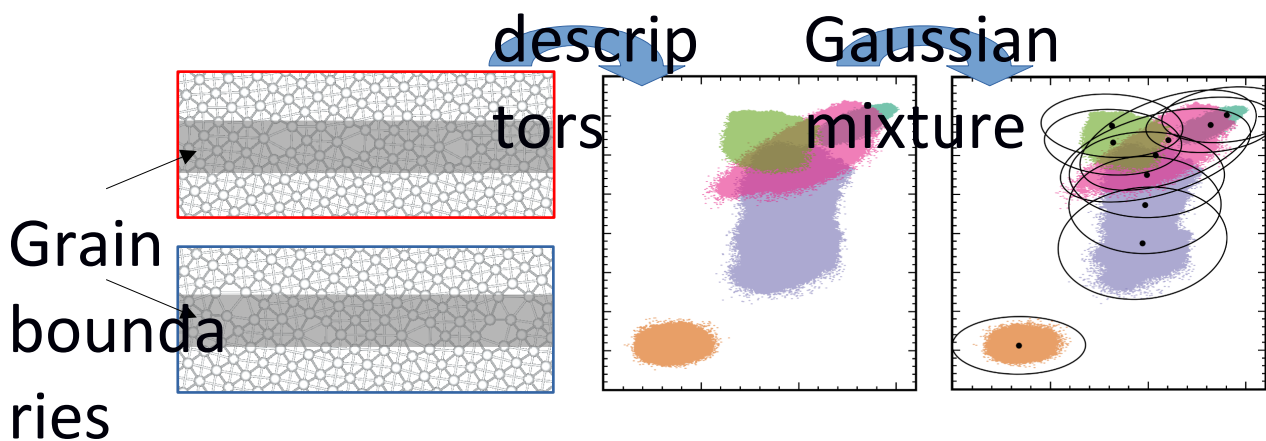 Grain
bounda
ries
descrip
tors
Gaussian
mixture